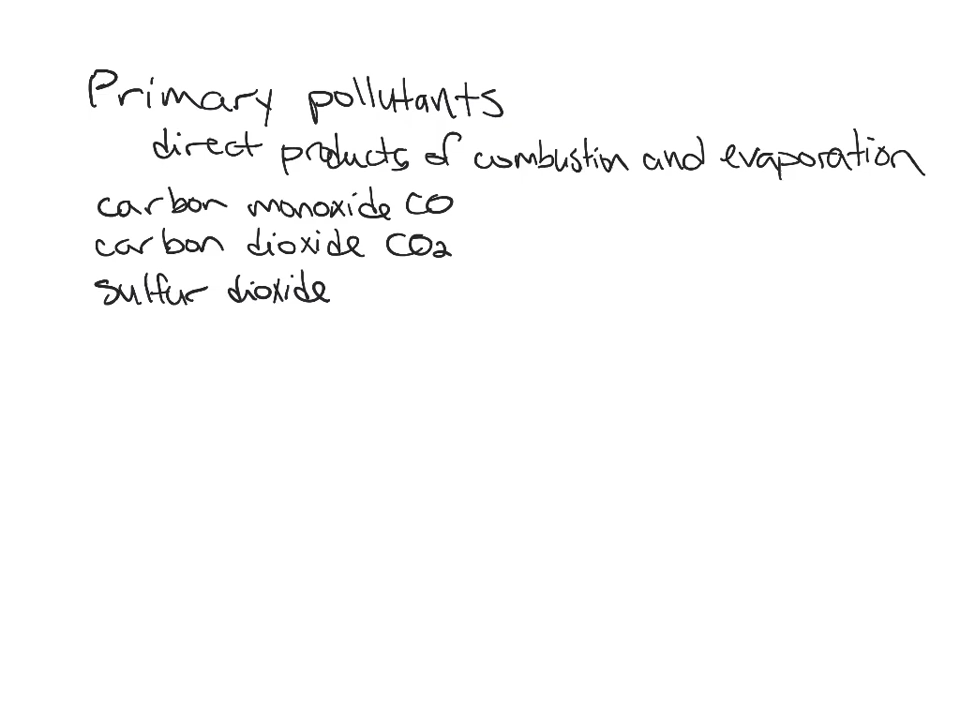 Primary pollutants
direct products of combustion and evaporation
carbon monoxide CO
carbon dioxide CO2
sulfur dioxide